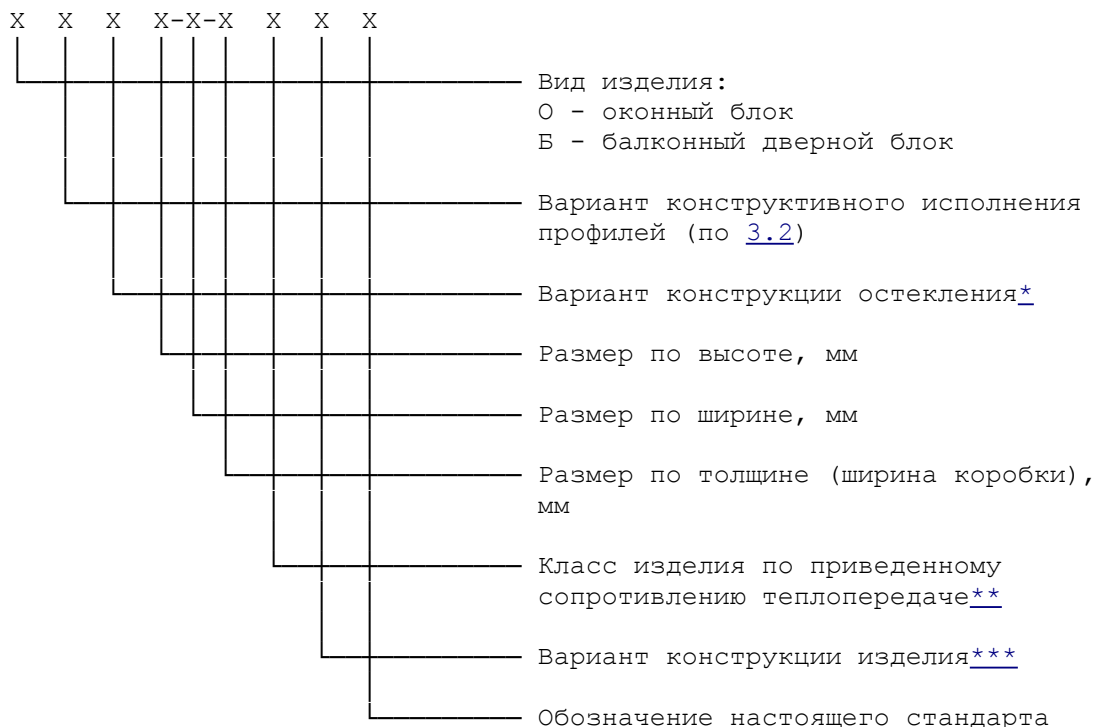 X X X X-X-X X X X
Вид изделия:
О - оконный блок
Б - балконный дверной блок
Вариант конструктивного исполнения
профилей (по 3.2)
Вариант конструкции остекления*
Размер по высоте, мм
Размер по ширине, мм
Размер по толщине (ширина коробки),
мм
Класс изделия по приведенному
сопротивлению теплопередаче**
Вариант конструкции изделия***
Обозначение настоящего стандарта